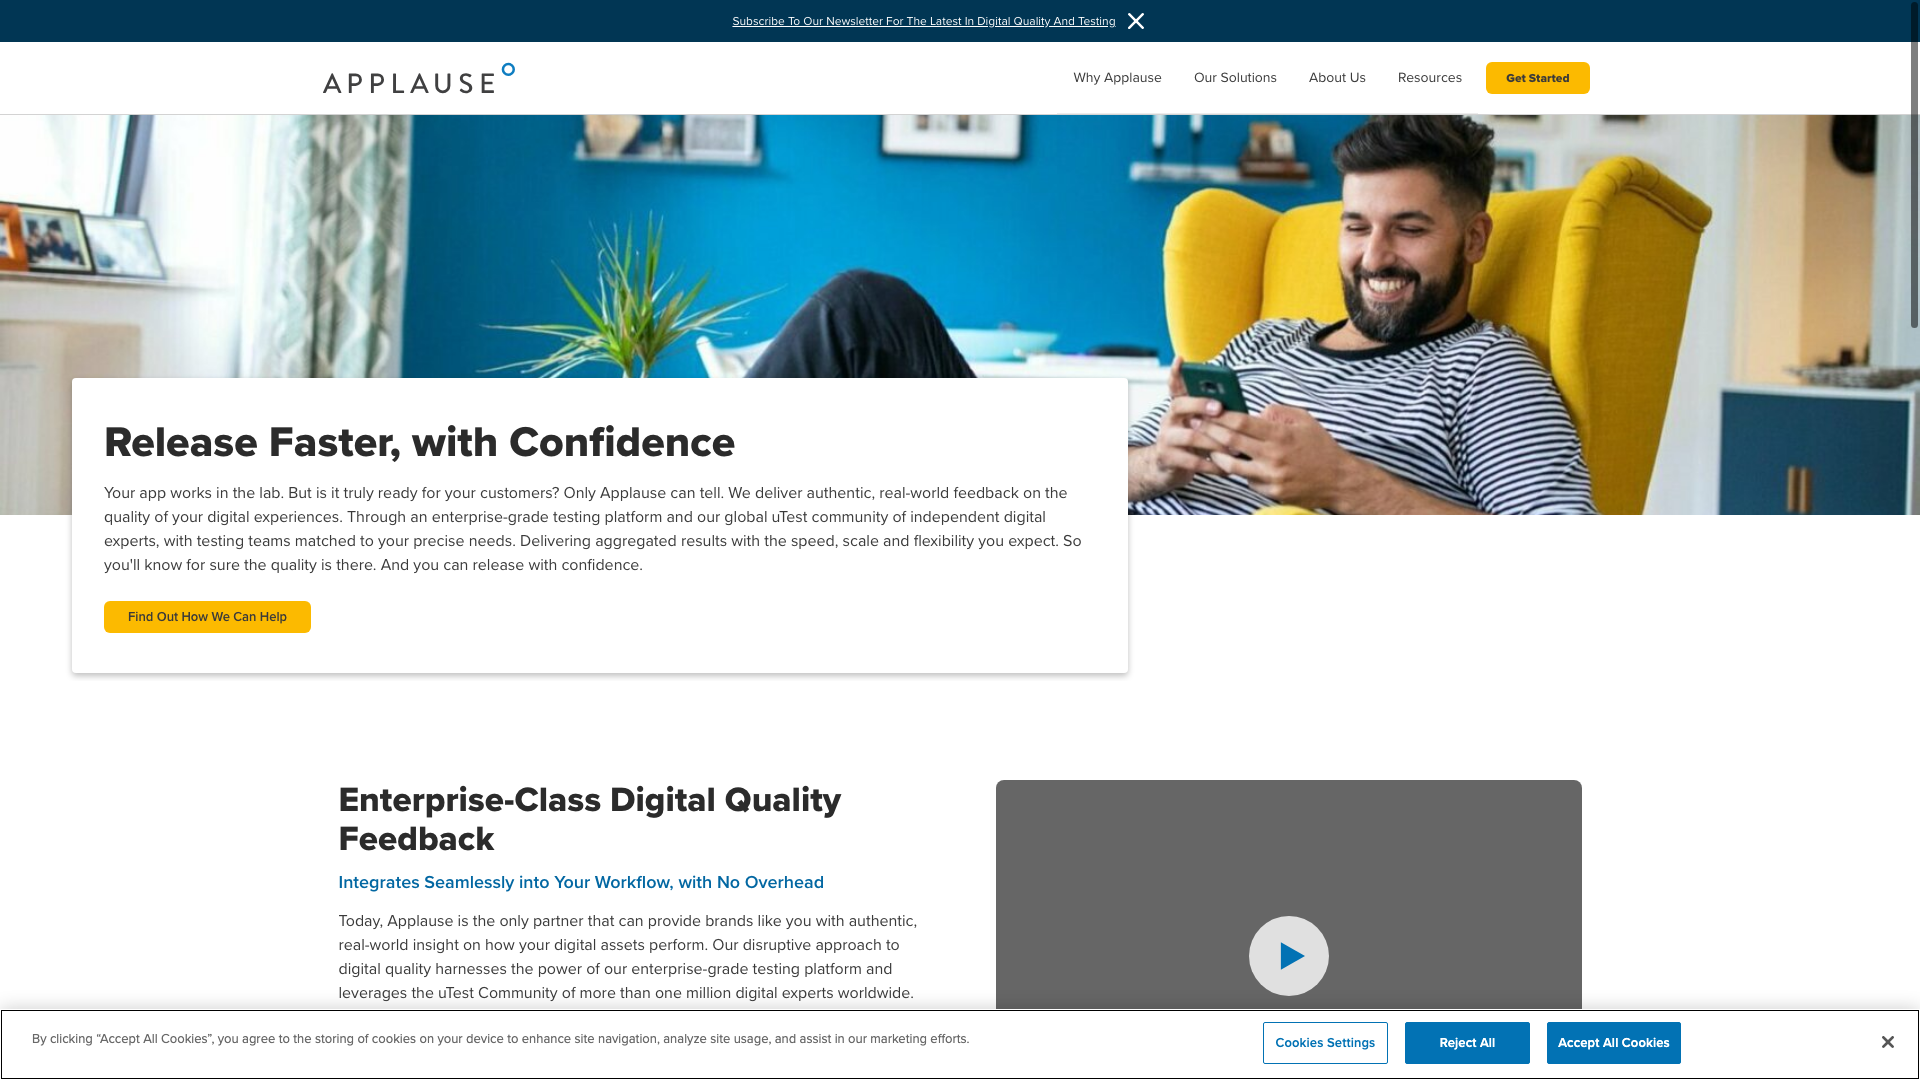 Subscribe To Our Newsletter For The Latest In Digital Quality And Testing
APPLAUSE
Why Applause
Our Solutions
About Us
Resources
Get Started
Release Faster, with Confidence
Your app works in the lab. But is it truly ready for your customers? Only Applause can tell. We deliver authentic, real-world feedback on the
quality of your digital experiences. Through an enterprise-grade testing platform and our global uTest community of independent digital
experts, with testing teams matched to your precise needs. Delivering aggregated results with the speed, scale and flexibility you expect. So
you'll know for sure the quality is there. And you can release with confidence.
Find Out How We Can Help
Enterprise-Class Digital Quality
Feedback
Integrates Seamlessly into Your Workflow, with No Overhead
Today, Applause is the only partner that can provide brands like you with authentic,
real-world insight on how your digital assets perform. Our disruptive approach to
digital quality harnesses the power of our enterprise-grade testing platform and
leverages the uTest Community of more than one million digital experts worldwide.
By clicking “Accept All Cookies”, you agree to the storing of cookies on your device to enhance site navigation, analyze site usage, and assist in our marketing efforts.
Cookies Settings
Reject All
Accept All Cookies